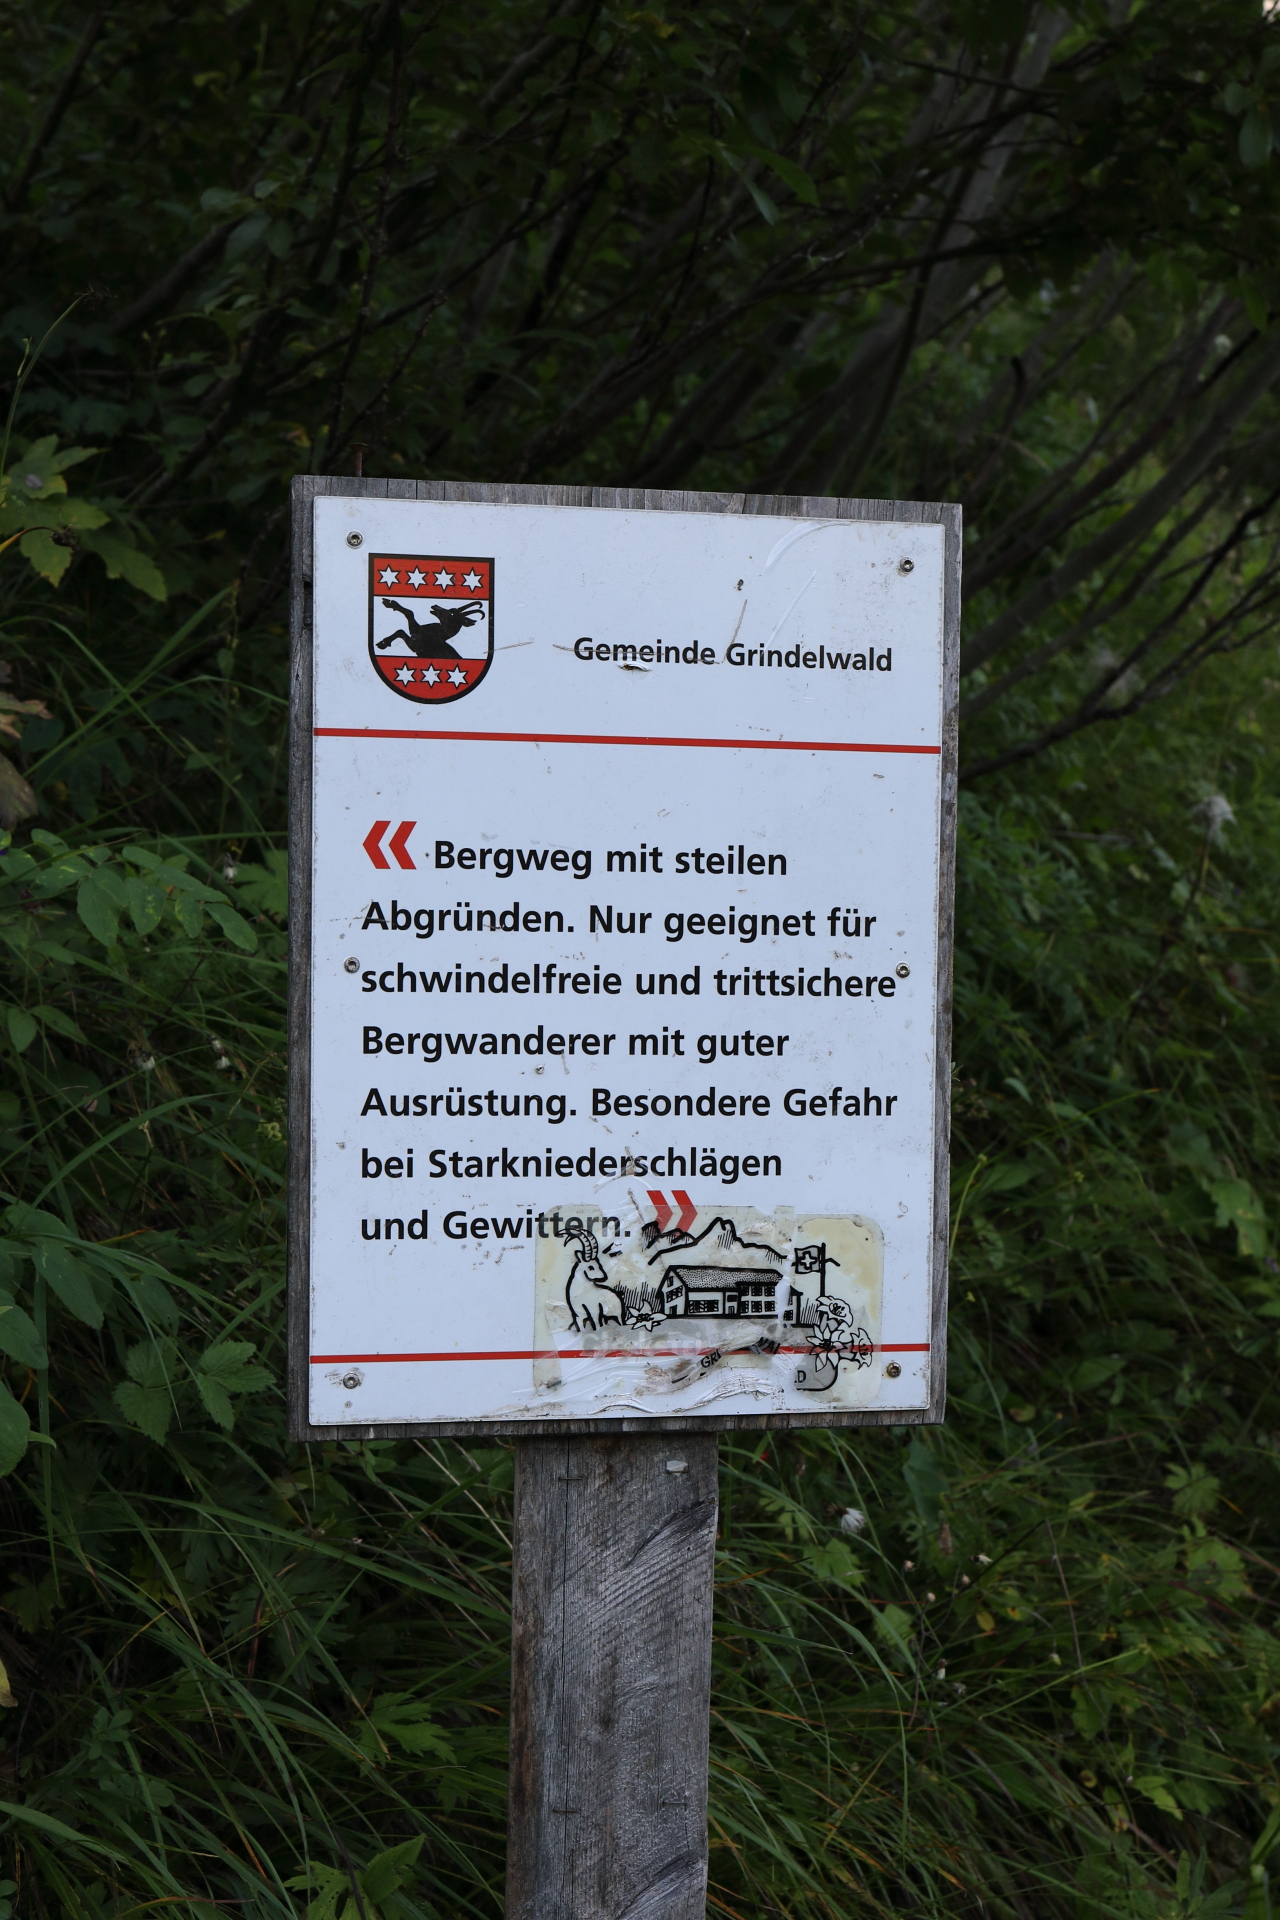 Gemeinde Grindelwald
« Bergweg mit steilen
Abgründen. Nur geeignet für
schwindelfreie und trittsichere
Bergwanderer mit guter
Ausrüstung. Besondere Gefahr
bei Starkniederschlägen
und Gewittern. »